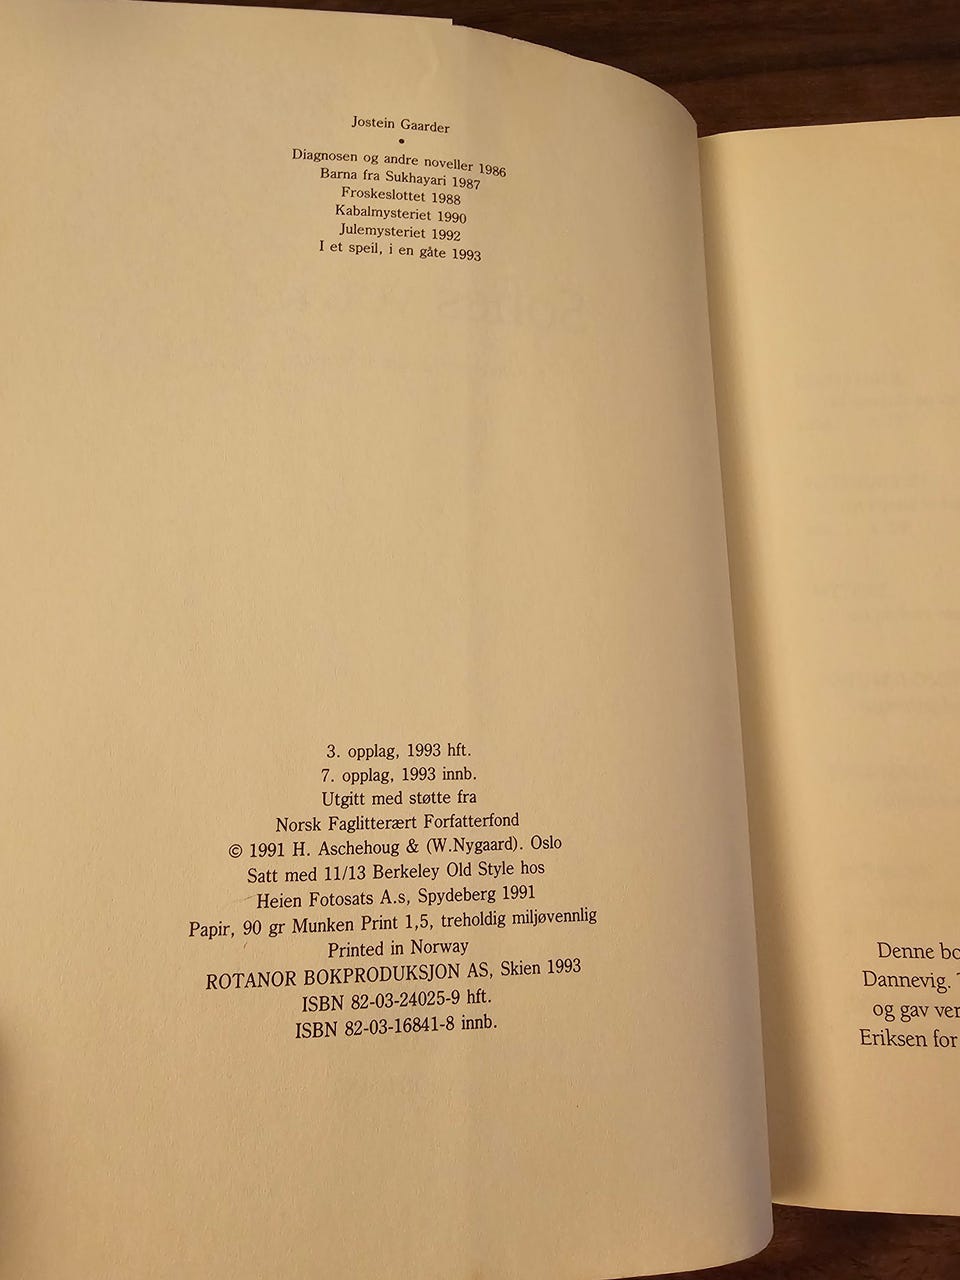 Jostein Gaarder
•
Diagnosen og andre noveller 1986
Barna fra Sukhayari 1987
Froskeslottet 1988
Kabalmysteriet 1990
Julemysteriet 1992
I et speil, i en gåte 1993
3. opplag, 1993 hft.
7. opplag, 1993 innb.
Utgitt med støtte fra
Norsk Faglitterært Forfatterfond
© 1991 H. Aschehoug & (W.Nygaard). Oslo
Satt med 11/13 Berkeley Old Style hos
Heien Fotosats A.s, Spydeberg 1991
Papir, 90 gr Munken Print 1,5, treholdig miljøvennlig
Printed in Norway
ROTANOR BOKPRODUKSJON AS, Skien 1993
ISBN 82-03-24025-9 hft.
ISBN 82-03-16841-8 innb.
Denne bo
Dannevig.
og gav ver
Eriksen for